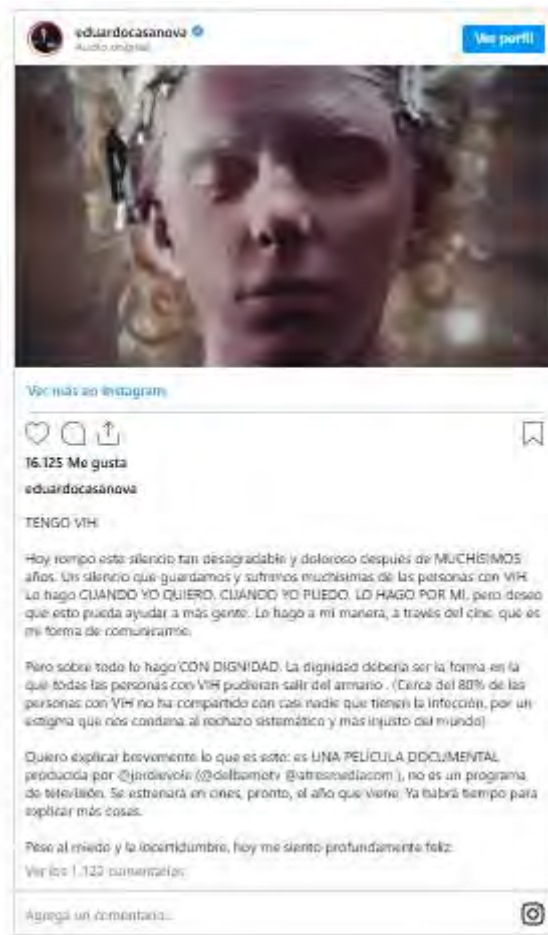 eduardocasanova
Audio original
Ver perfil
Ver más en Instagram
16.125 Me gusta
eduardocasanova
TENGO VIH
Hoy rompo este silencio tan desagradable y doloroso después de MUCHÍSIMOS
años. Un silencio que guardamos y sufrimos muchísimas de las personas con VIH.
Lo hago CUANDO YO QUIERO. CUANDO YO PUEDO. LO HAGO POR MI, pero deseo
que esto pueda ayudar a más gente. Lo hago a mi manera, a través del cine, que es
mi forma de comunicarme.
Pero sobre todo lo hago CON DIGNIDAD. La dignidad debería ser la forma en la
que todas las personas con VIH pudieran salir del armario . (Cerca del 80% de las
personas con VIH no ha compartido con casi nadie que tienen la infección, por un
estigma que nos condena al rechazo sistemático y más injusto del mundo)
Quiero explicar brevemente lo que es esto: es UNA PELÍCULA DOCUMENTAL
producida por @jordievole (@delbarriotv @atresmediacom ), no es un programa
de televisión. Se estrenará en cines, pronto, el año que viene. Ya habrá tiempo para
explicar más cosas.
Pese al miedo y la incertidumbre, hoy me siento profundamente feliz
Ver los 1.122 comentarios
Agrega un comentario...